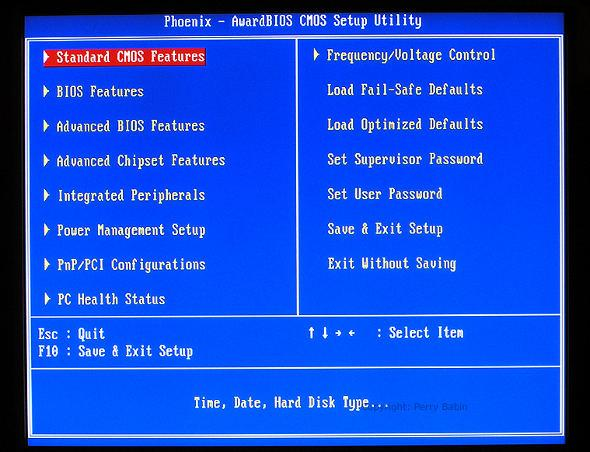 Phoenix - AwardBIOS CMOS Setup Utility
Standard CMOS Features
BIOS Features
Advanced BIOS Features
Advanced Chipset Features
Integrated Peripherals
Power Management Setup
PnP/PCI Configurations
PC Health Status
Frequency/Voltage Control
Load Fail-Safe Defaults
Load Optimized Defaults
Set Supervisor Password
Set User Password
Save & Exit Setup
Exit Without Saving
Esc : Quit
F10 : Save & Exit Setup
↑ ↓ → ← : Select Item
Time, Date, Hard Disk Type...
Copyright: Perry Babin